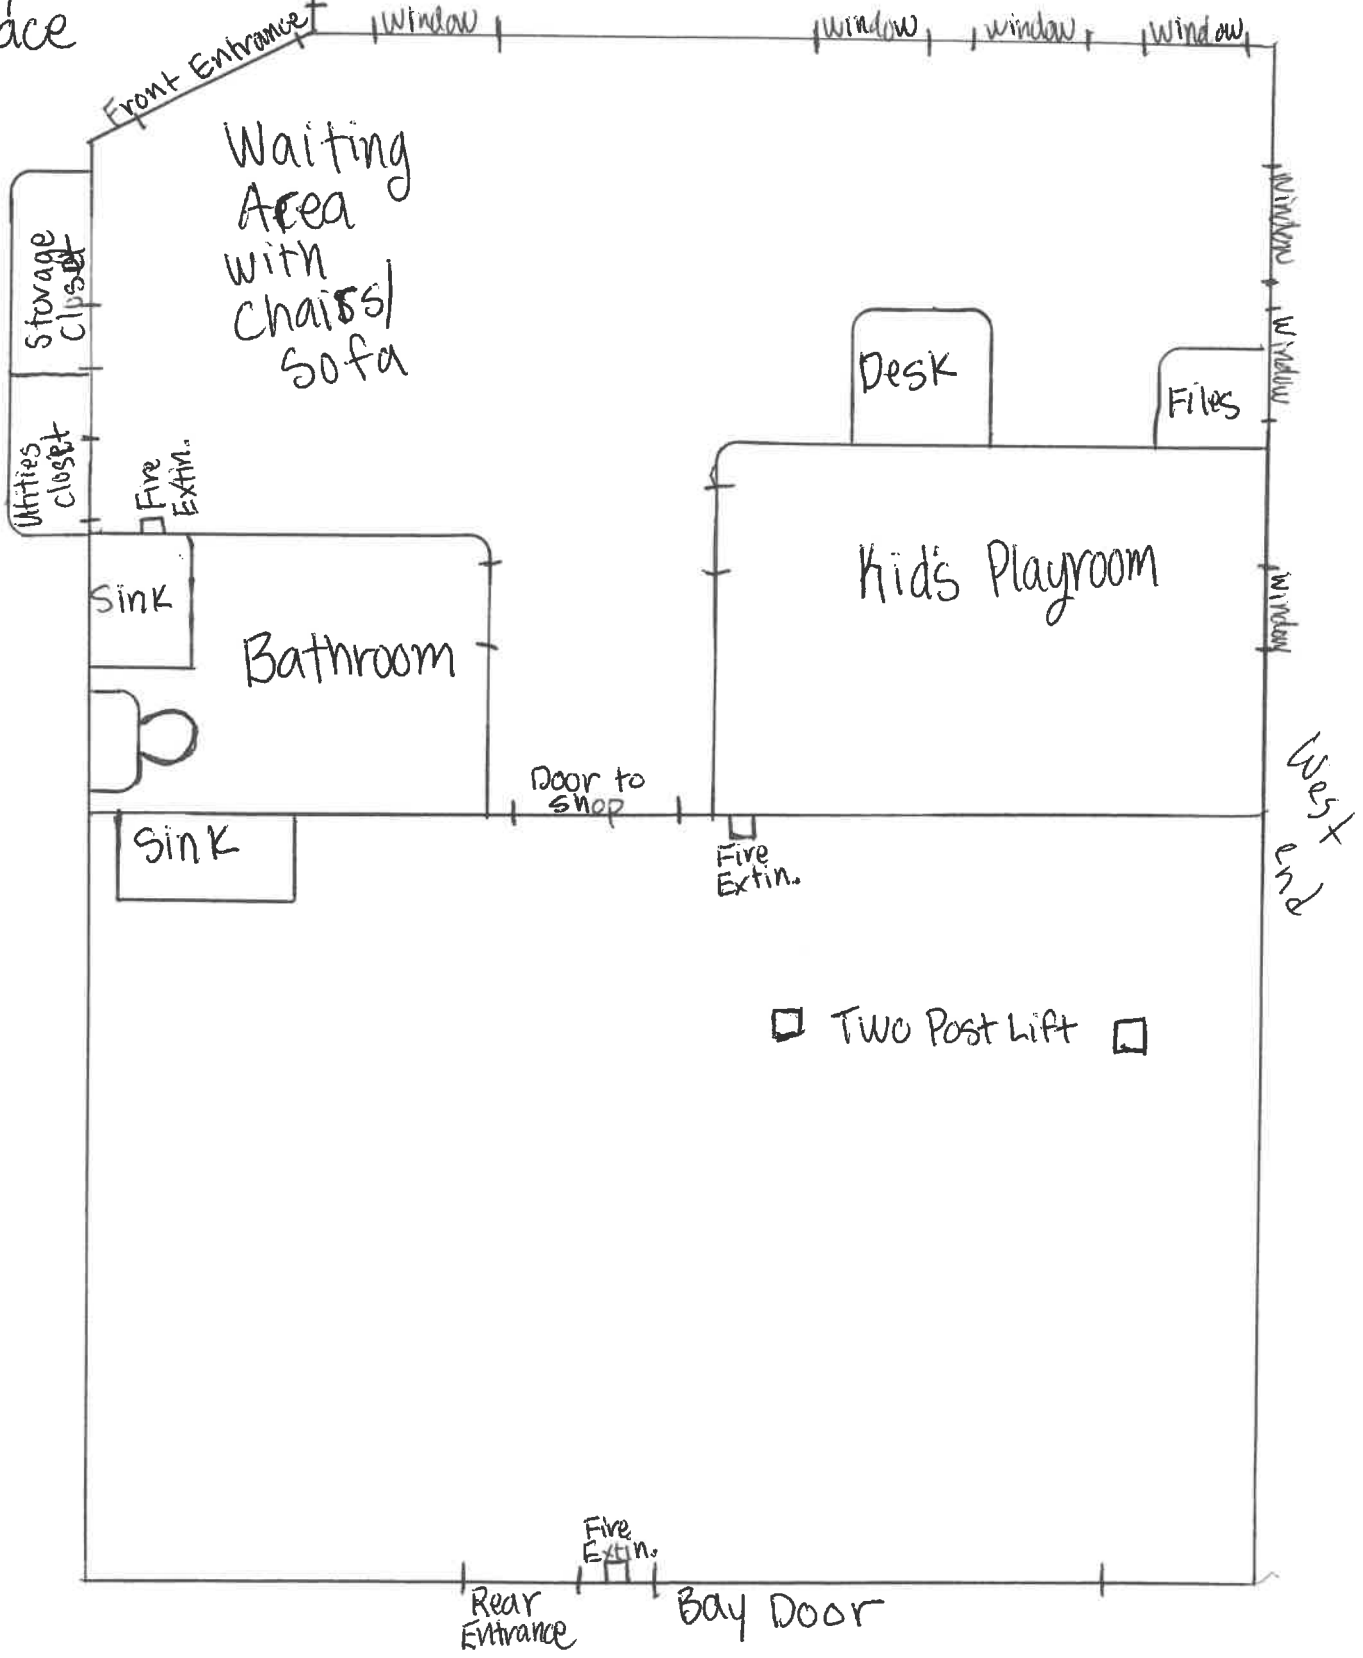 ace
Front Entrance
Window
Window
Window
Window
Waiting
Area
with
Chairs/
Sofa
Storage
Closet
Utities
Closet
Fire
Extin.
Window
Window
Desk
Files
Kid's Playroom
Window
Sink
Bathroom
Door to
shop
West
end
Sink
Fire
Extin.
Two Post Lift
Fire
Extin.
Rear
Entrance
Bay Door